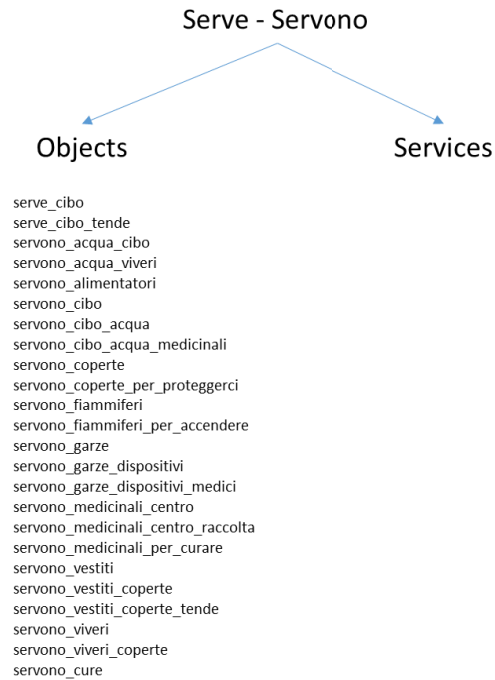 Serve - Servono
Objects
Services
serve_cibo
serve_cibo_tende
servono_acqua_cibo
servono_acqua_viveri
servono_alimentatori
servono_cibo
servono_cibo_acqua
servono_cibo_acqua_medicinali
servono_coperte
servono_coperte_per_proteggerci
servono_fiammiferi
servono_fiammiferi_per_accendere
servono_garze
servono_garze_dispositivi
servono_garze_dispositivi_medici
servono_medicinali_centro
servono_medicinali_centro_raccolta
servono_medicinali_per_curare
servono_vestiti
servono_vestiti_coperte
servono_vestiti_coperte_tende
servono_viveri
servono_viveri_coperte
servono_cure